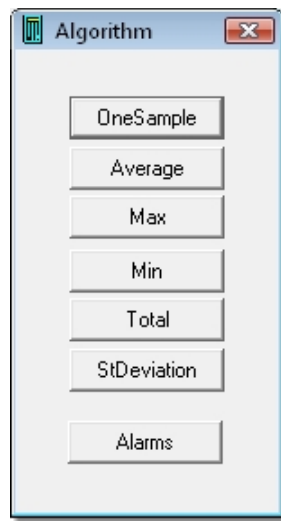 Algorithm
OneSample
Average
Max
Min
Total
StDeviation
Alarms